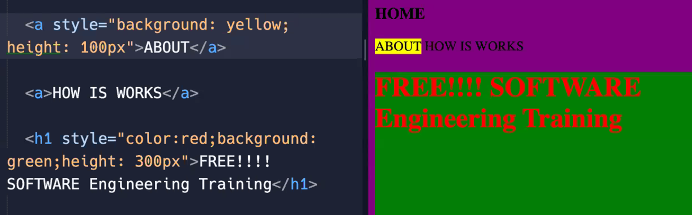 <a style="background: yellow;
height: 100px">ABOUT</a>
<a>HOW IS WORKS</a>
<h1 style="color:red;background:
green;height: 300px">FREE!!!!
SOFTWARE Engineering Training</h1>
HOME
ABOUT HOW IS WORKS
FREE!!!! SOFTWARE
Engineering Training